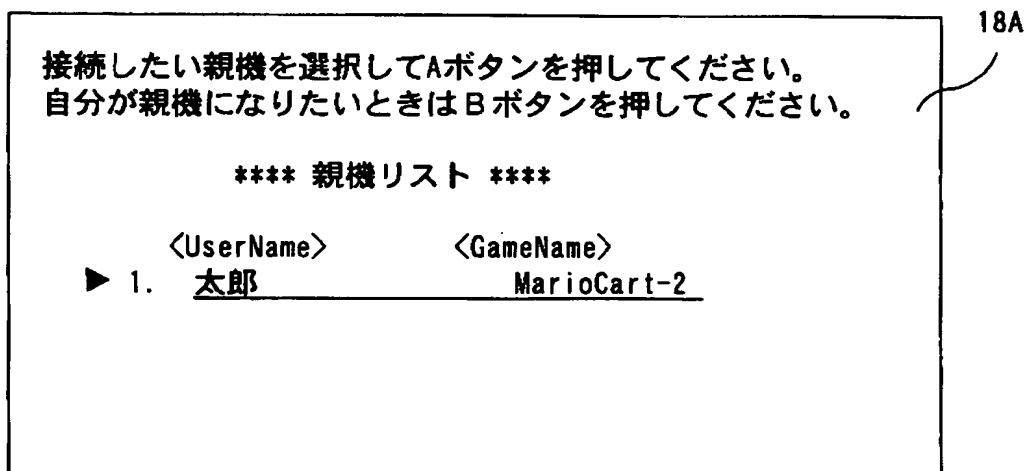 18A
接続したい親機を選択してAボタンを押してください。
自分が親機になりたいときはBボタンを押してください。
**** 親機リスト ****
<UserName> <GameName>
▶ 1. 太郎 MarioCart-2